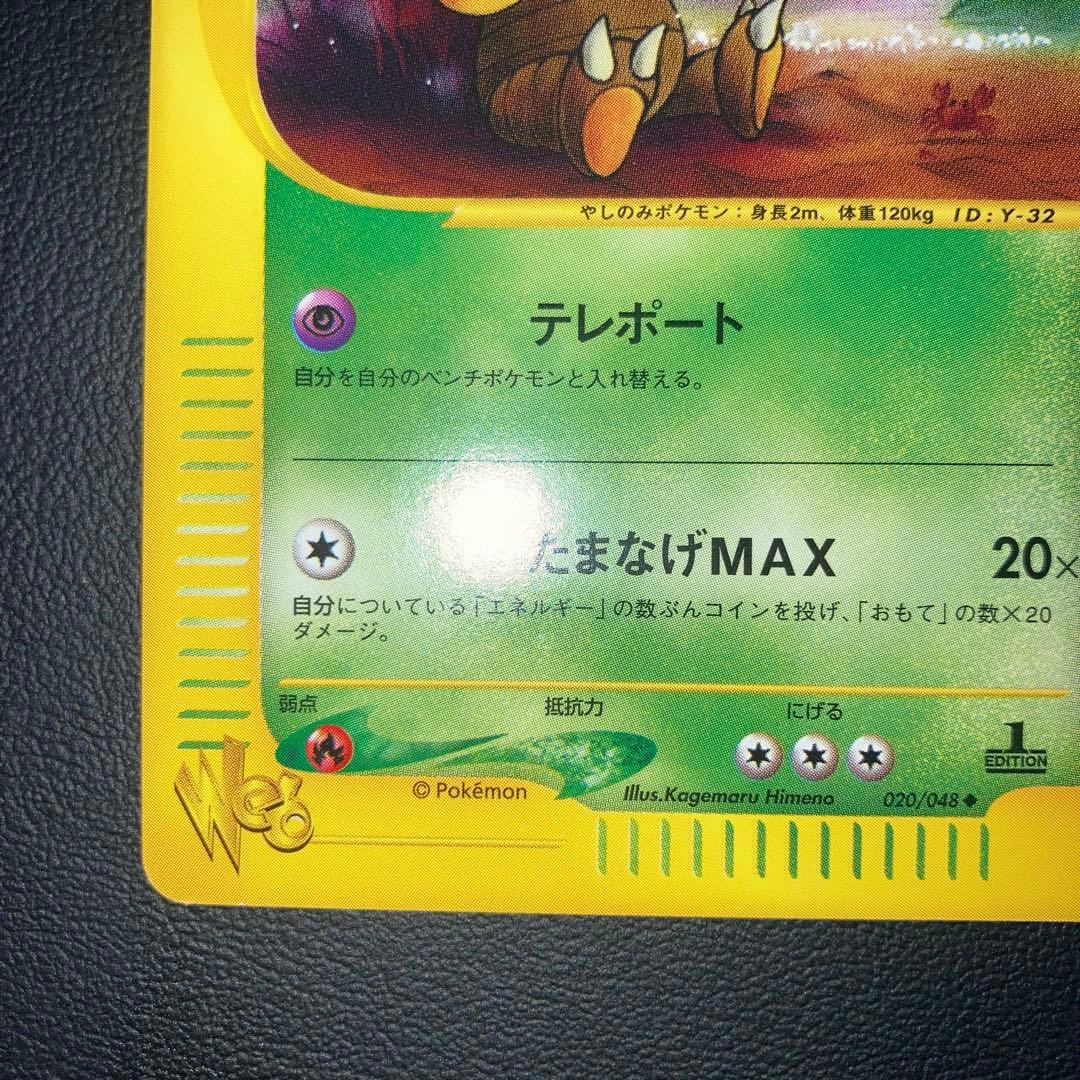 やしのみポケモン：身長2m、体重120kg ID:Y-32
テレポート
自分を自分のベンチポケモンと入れ替える。
たまなげMAX 20×
自分についている「エネルギー」の数ぶんコインを投げ、「おもて」の数×20
ダメージ。
弱点 抵抗力 にげる
1
EDITION
Web
© Pokémon Illus.Kagemaru Himeno 020/048◆